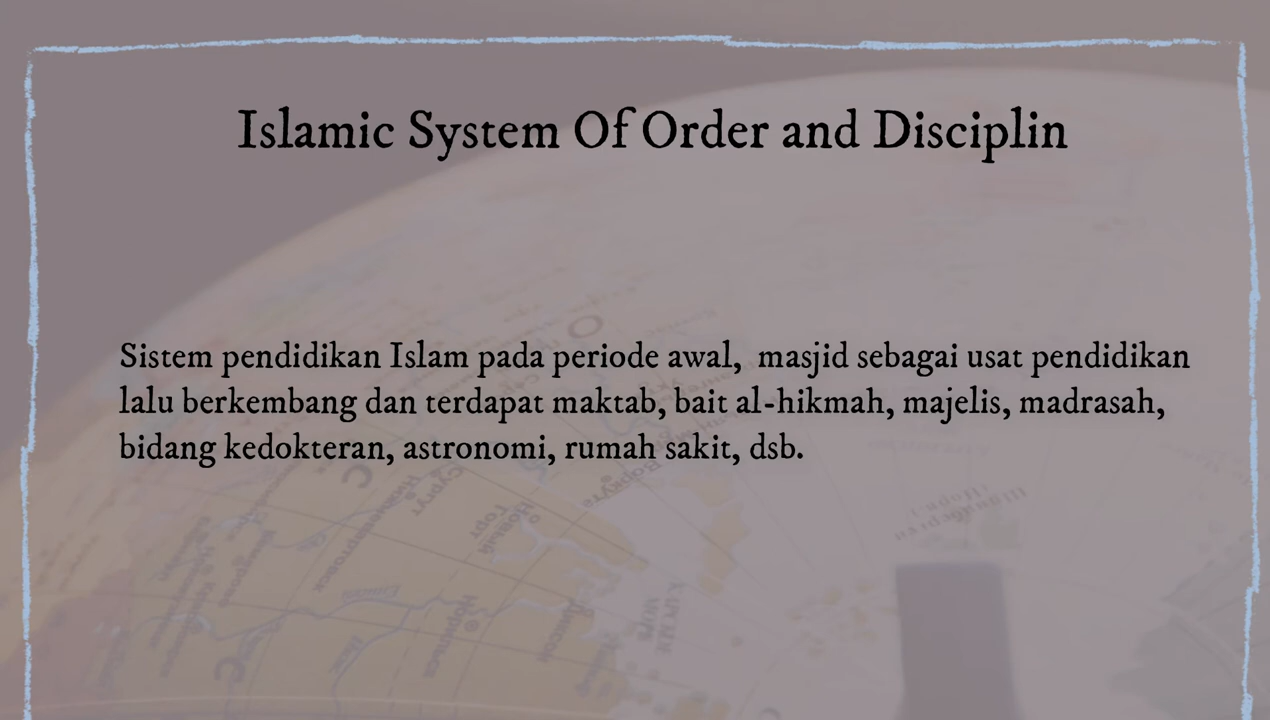 Islamic System Of Order and Disciplin
Sistem pendidikan Islam pada periode awal, masjid sebagai usat pendidikan
lalu berkembang dan terdapat maktab, bait al-hikmah, majelis, madrasah,
bidang kedokteran, astronomi, rumah sakit, dsb.